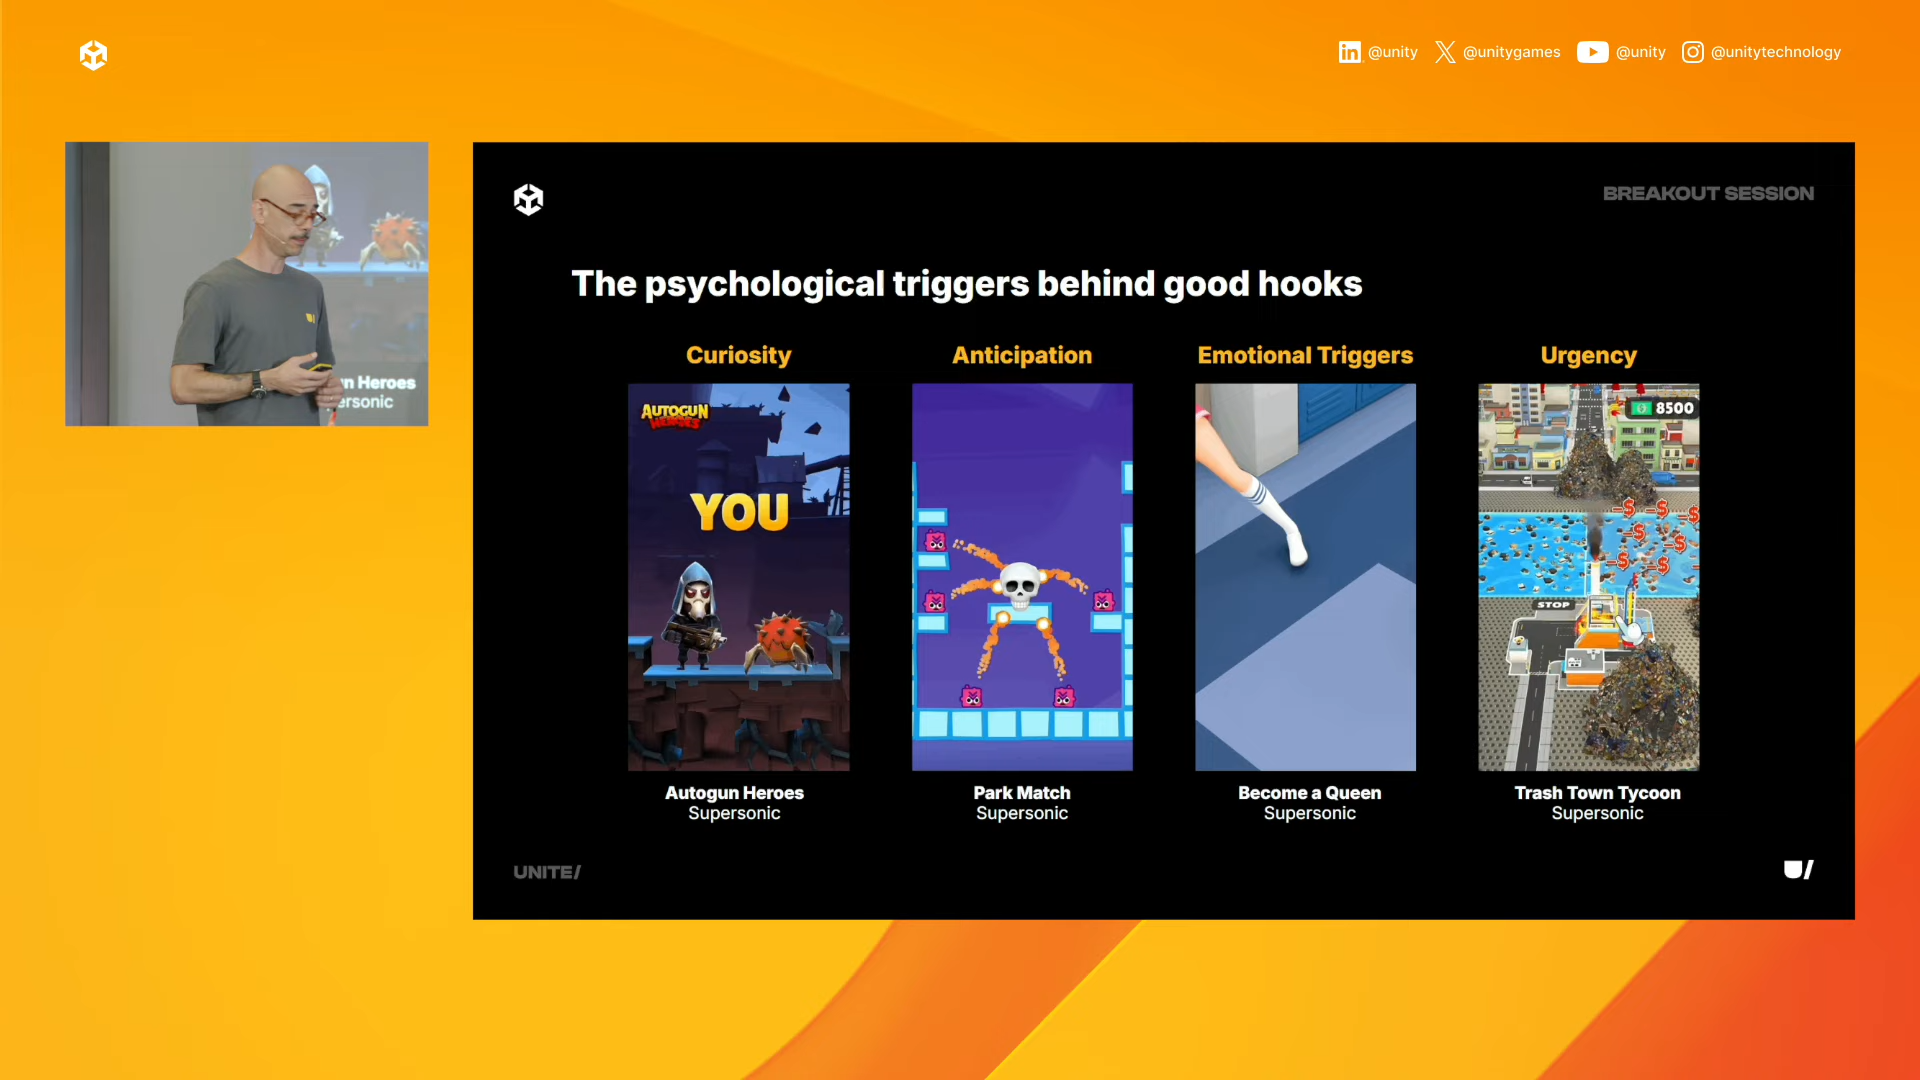 @unity
@unitygames
@unity
@unitytechnology
BREAKOUT SESSION
The psychological triggers behind good hooks
Curiosity
Anticipation
Emotional Triggers
Urgency
AUTOGUN
HEROES
YOU
8500
STOP
Autogun Heroes
Supersonic
Park Match
Supersonic
Become a Queen
Supersonic
Trash Town Tycoon
Supersonic
UNITE/
U/
n Heroes
ersonic